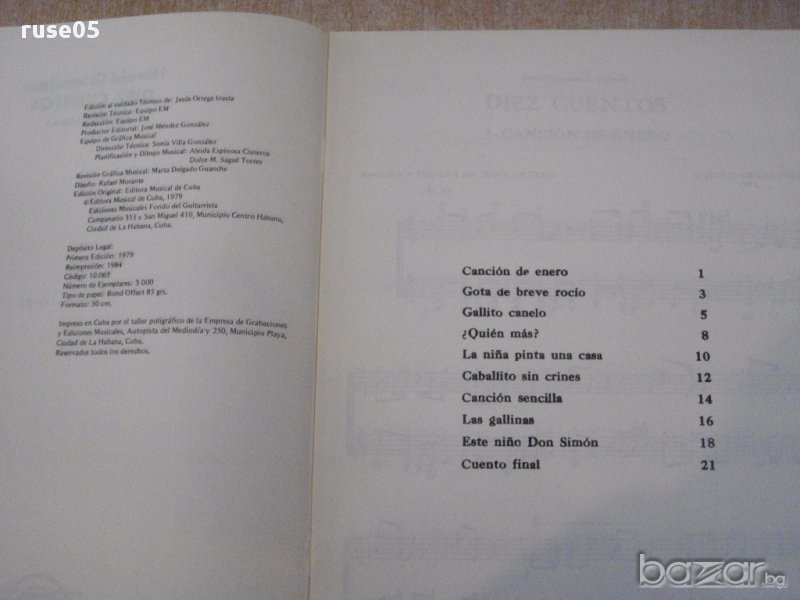 ruse05
Edición al cuidado Técnico de: Jesús Ortega Irusta
Revisión Técnica: Equipo EM
Redacción: Equipo EM
Productor Editorial: José Méndez González
Equipo de Gráfica Musical
Dirección Técnica: Sonia Villa González
Planificación y Dibujo Musical: Aleida Espinosa Cisneros
Dulce M. Sagué Torres
Revisión Gráfica Musical: Marta Delgado Guanche
Diseño: Rafael Morante
Edición Original: Editora Musical de Cuba
©Editora Musical de Cuba, 1979
Ediciones Musicales Fondo del Guitarrista
Campanario 315 y San Miguel 410, Municipio Centro Habana,
Ciudad de La Habana, Cuba.
Depósito Legal:
Primera Edición: 1979
Reimpresión: 1984
Código: 10.065
Número de Ejemplares: 3 000
Tipo de papel: Bond Offset 85 grs.
Formato: 30 cm.
Impreso en Cuba por el taller poligráfico de la Empresa de Grabaciones
y Ediciones Musicales, Autopista del Mediodía y 250, Municipio Playa,
Ciudad de La Habana, Cuba.
Reservados todos los derechos.
DIEZ CUENTOS
1- CANCION DE ENERO
Canción de enero 1
Gota de breve rocío 3
Gallito canelo 5
¿Quién más? 8
La niña pinta una casa 10
Caballito sin crines 12
Canción sencilla 14
Las gallinas 16
Este niño Don Simón 18
Cuento final 21
bazar.bg